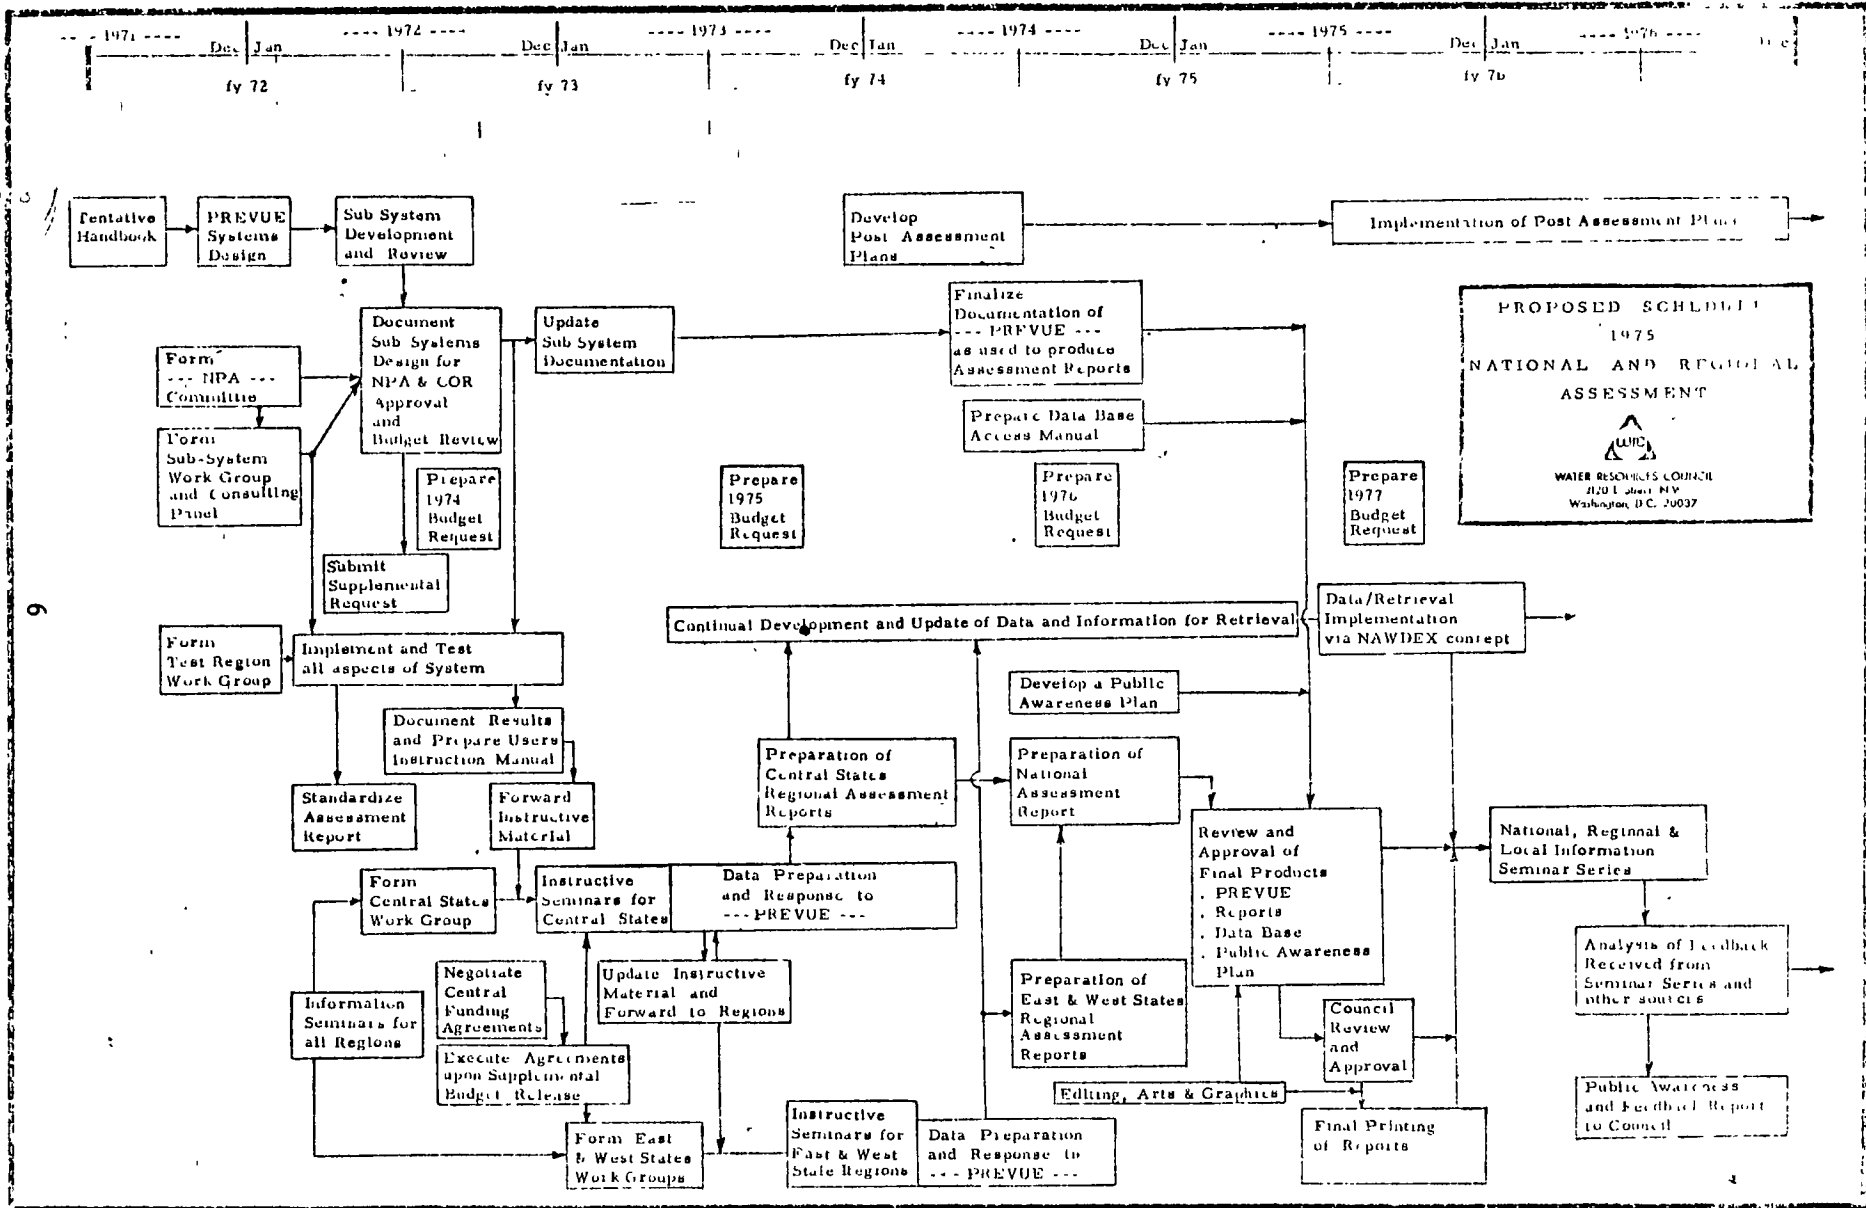 ---- 1971 ---- 1972 ---- ---- 1973 ---- ---- 1974 ---- ---- 1975 ---- ---- 1976 ----
Dec Jan Dec Jan Dec Jan Dec Jan Dec Jan
fy 72 fy 73 fy 74 fy 75 fy 76
Tentative
Handbook
PREVUE
Systems
Design
Sub System
Development
and Review
Develop
Post Assessment
Plans
Implementation of Post Assessment Plans
Form
--- NPA ---
Committee
Form
Sub-System
Work Group
and Consulting
Panel
Document
Sub Systems
Design for
NPA & COR
Approval
and
Budget Review
Update
Sub System
Documentation
Finalize
Documentation of
--- PREVUE ---
as used to produce
Assessment Reports
Prepare Data Base
Access Manual
PROPOSED SCHEDULE
1975
NATIONAL AND REGIONAL
ASSESSMENT
WRC
WATER RESOURCES COUNCIL
2120 L Street, N.W.
Washington, D.C. 20037
Prepare
1974
Budget
Request
Prepare
1975
Budget
Request
Prepare
1976
Budget
Request
Prepare
1977
Budget
Request
Submit
Supplemental
Request
Form
Test Region
Work Group
Implement and Test
all aspects of System
Continual Development and Update of Data and Information for Retrieval
Data/Retrieval
Implementation
via NAWDEX concept
Document Results
and Prepare Users
Instruction Manual
Develop a Public
Awareness Plan
Standardize
Assessment
Report
Forward
Instructive
Material
Preparation of
Central States
Regional Assessment
Reports
Preparation of
National
Assessment
Report
Review and
Approval of
Final Products
. PREVUE
. Reports
. Data Base
. Public Awareness
Plan
National, Regional &
Local Information
Seminar Series
Form
Central States
Work Group
Instructive
Seminars for
Central States
Data Preparation
and Response to
--- PREVUE ---
Information
Seminars for
all Regions
Negotiate
Central
Funding
Agreements
Update Instructive
Material and
Forward to Regions
Preparation of
East & West States
Regional
Assessment
Reports
Council
Review
and
Approval
Analysis of Feedback
Received from
Seminar Series and
other sources
Execute Agreements
upon Supplemental
Budget Release
Editing, Arts & Graphics
Public Awareness
and Feedback Report
to Council
Form East
& West States
Work Groups
Instructive
Seminars for
East & West
State Regions
Data Preparation
and Response to
--- PREVUE ---
Final Printing
of Reports
6